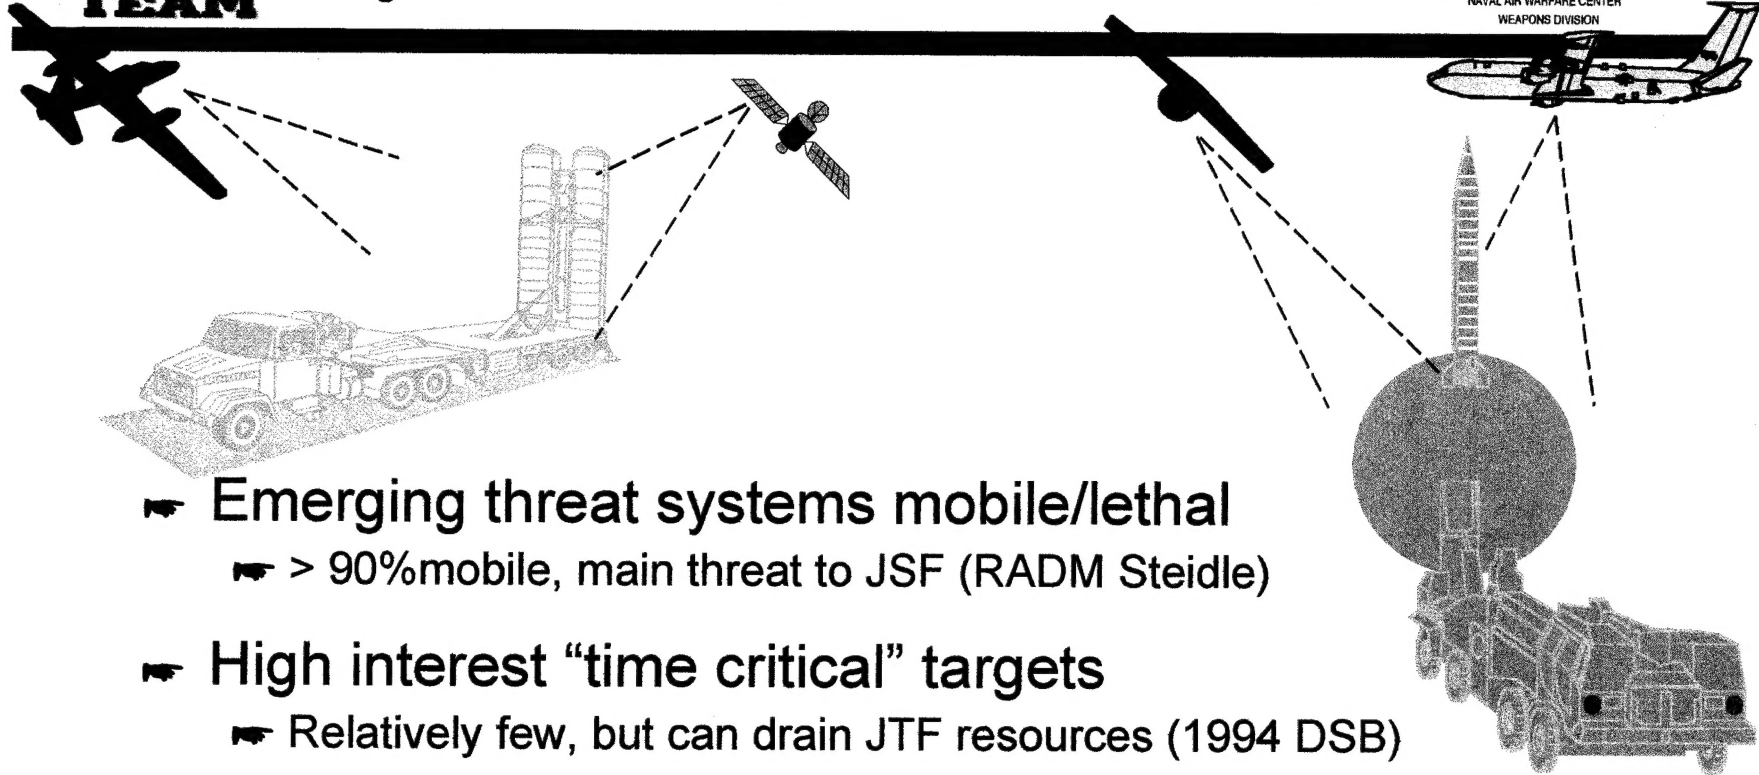 TEAM
NAVAL AIR WARFARE CENTER
WEAPONS DIVISION
Emerging threat systems mobile/lethal
> 90%mobile, main threat to JSF (RADM Steidle)
High interest “time critical” targets
Relatively few, but can drain JTF resources (1994 DSB)